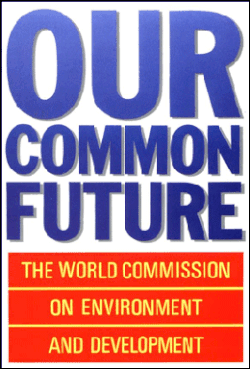 OUR
COMMON
FUTURE
THE WORLD COMMISSION
ON ENVIRONMENT
AND DEVELOPMENT